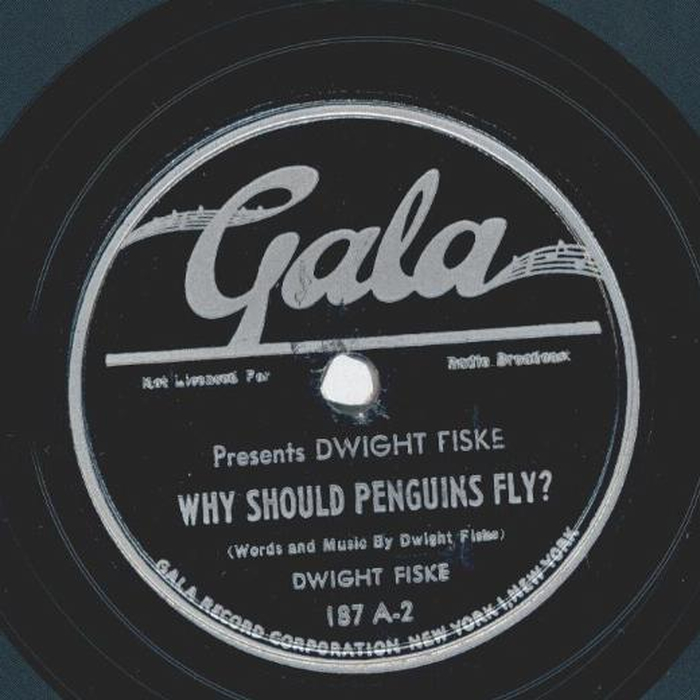 Gala
Not Licensed For Radio Broadcast
Presents DWIGHT FISKE
WHY SHOULD PENGUINS FLY?
(Words and Music By Dwight Fiske)
DWIGHT FISKE
187 A-2
GALA RECORD CORPORATION NEW YORK 1, NEW YORK